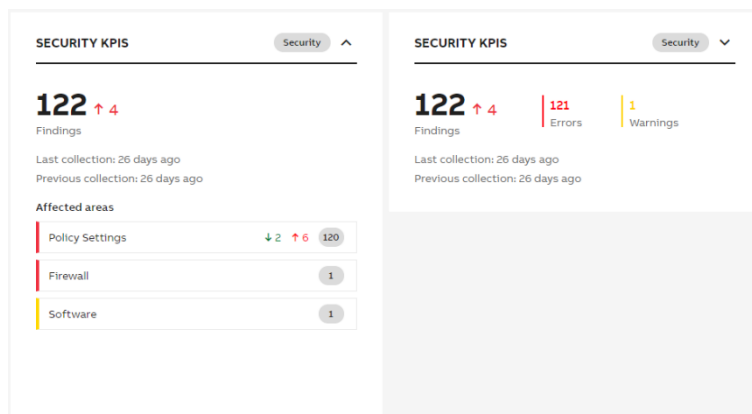 SECURITY KPIS Security
122 ↑ 4
Findings
Last collection: 26 days ago
Previous collection: 26 days ago
Affected areas
Policy Settings ↓ 2 ↑ 6 120
Firewall 1
Software 1
SECURITY KPIS Security
122 ↑ 4 121 1
Findings Errors Warnings
Last collection: 26 days ago
Previous collection: 26 days ago